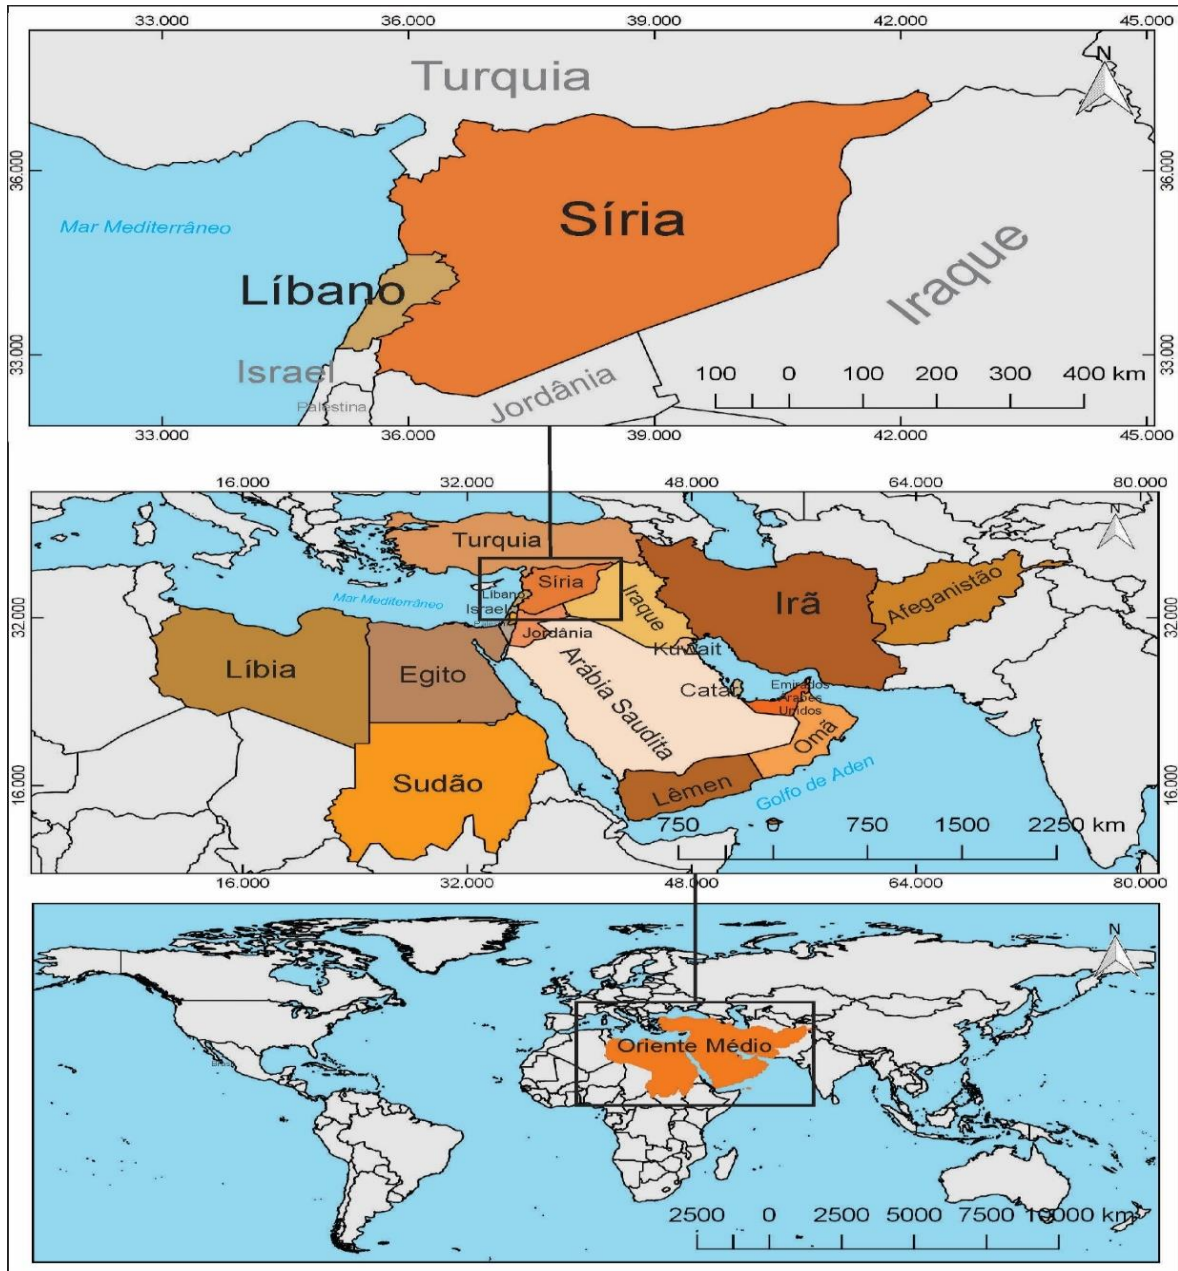 33.000 36.000 39.000 42.000 45.000
N
Turquia
36.000 36.000
Mar Mediterrâneo
Síria
Iraque
Líbano
33.000 33.000
Israel
Palestina
Jordânia
100 0 100 200 300 400 km
33.000 36.000 39.000 42.000 45.000
16.000 32.000 48.000 64.000 80.000
N
Turquia
Síria
Líbano
Mar Mediterrâneo
Israel
Iraque
Irã
Afeganistão
32.000 32.000
Jordânia
Kuwait
Líbia
Egito
Arábia Saudita
Catar
Emirados
Árabes
Unidos
Omã
Sudão
Lêmen
Golfo de Aden
16.000 16.000
750 0 750 1500 2250 km
16.000 32.000 48.000 64.000 80.000
N
Oriente Médio
2500 0 2500 5000 7500 10000 km